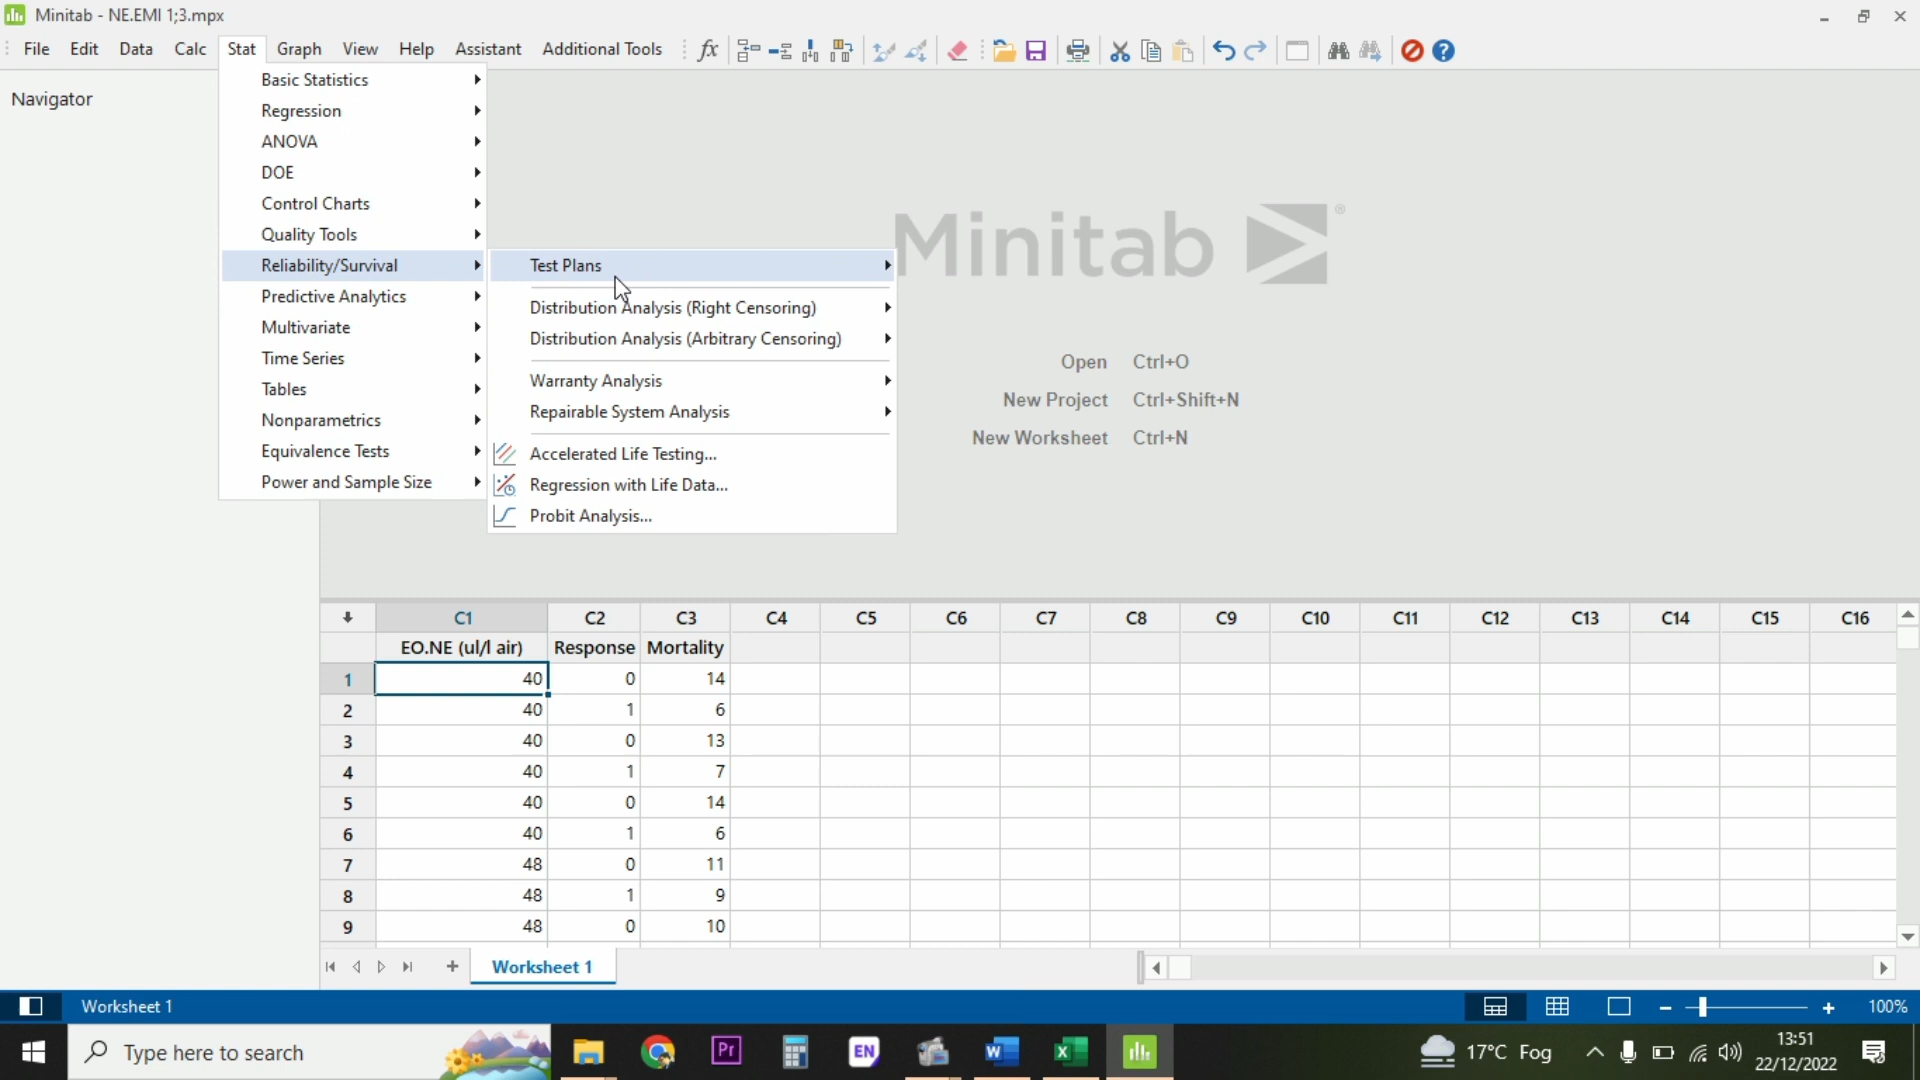 Minitab - NE.EMI 1;3.mpx
File Edit Data Calc Stat Graph View Help Assistant Additional Tools fx
Navigator
Basic Statistics
Regression
ANOVA
DOE
Control Charts
Quality Tools
Reliability/Survival
Predictive Analytics
Multivariate
Time Series
Tables
Nonparametrics
Equivalence Tests
Power and Sample Size
Test Plans
Distribution Analysis (Right Censoring)
Distribution Analysis (Arbitrary Censoring)
Warranty Analysis
Repairable System Analysis
Accelerated Life Testing...
Regression with Life Data...
Probit Analysis...
Minitab ®
Open Ctrl+O
New Project Ctrl+Shift+N
New Worksheet Ctrl+N
C1 C2 C3 C4 C5 C6 C7 C8 C9 C10 C11 C12 C13 C14 C15 C16
EO.NE (ul/l air) Response Mortality
1 40 0 14
2 40 1 6
3 40 0 13
4 40 1 7
5 40 0 14
6 40 1 6
7 48 0 11
8 48 1 9
9 48 0 10
Worksheet 1
Worksheet 1 100%
Type here to search Pr EN 17°C Fog 13:51
22/12/2022